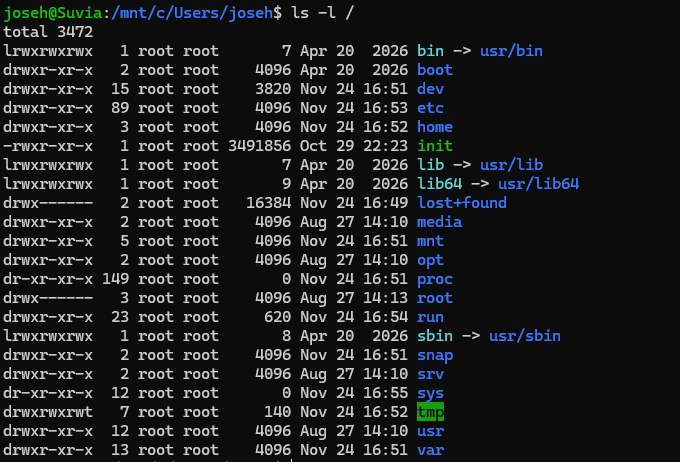 joseh@Suvia:/mnt/c/Users/joseh$ ls -l /
total 3472
lrwxrwxrwx   1 root root       7 Apr 20  2026 bin -> usr/bin
drwxr-xr-x   2 root root    4096 Apr 20  2026 boot
drwxr-xr-x  15 root root    3820 Nov 24 16:51 dev
drwxr-xr-x  89 root root    4096 Nov 24 16:53 etc
drwxr-xr-x   3 root root    4096 Nov 24 16:52 home
-rwxr-xr-x   1 root root 3491856 Oct 29 22:23 init
lrwxrwxrwx   1 root root       7 Apr 20  2026 lib -> usr/lib
lrwxrwxrwx   1 root root       9 Apr 20  2026 lib64 -> usr/lib64
drwx------   2 root root   16384 Nov 24 16:49 lost+found
drwxr-xr-x   2 root root    4096 Aug 27 14:10 media
drwxr-xr-x   5 root root    4096 Nov 24 16:51 mnt
drwxr-xr-x   2 root root    4096 Aug 27 14:10 opt
dr-xr-xr-x 149 root root       0 Nov 24 16:51 proc
drwx------   3 root root    4096 Aug 27 14:13 root
drwxr-xr-x  23 root root     620 Nov 24 16:54 run
lrwxrwxrwx   1 root root       8 Apr 20  2026 sbin -> usr/sbin
drwxr-xr-x   2 root root    4096 Nov 24 16:51 snap
drwxr-xr-x   2 root root    4096 Aug 27 14:10 srv
dr-xr-xr-x  12 root root       0 Nov 24 16:55 sys
drwxrwxrwt   7 root root     140 Nov 24 16:52 tmp
drwxr-xr-x  12 root root    4096 Aug 27 14:10 usr
drwxr-xr-x  13 root root    4096 Nov 24 16:51 var